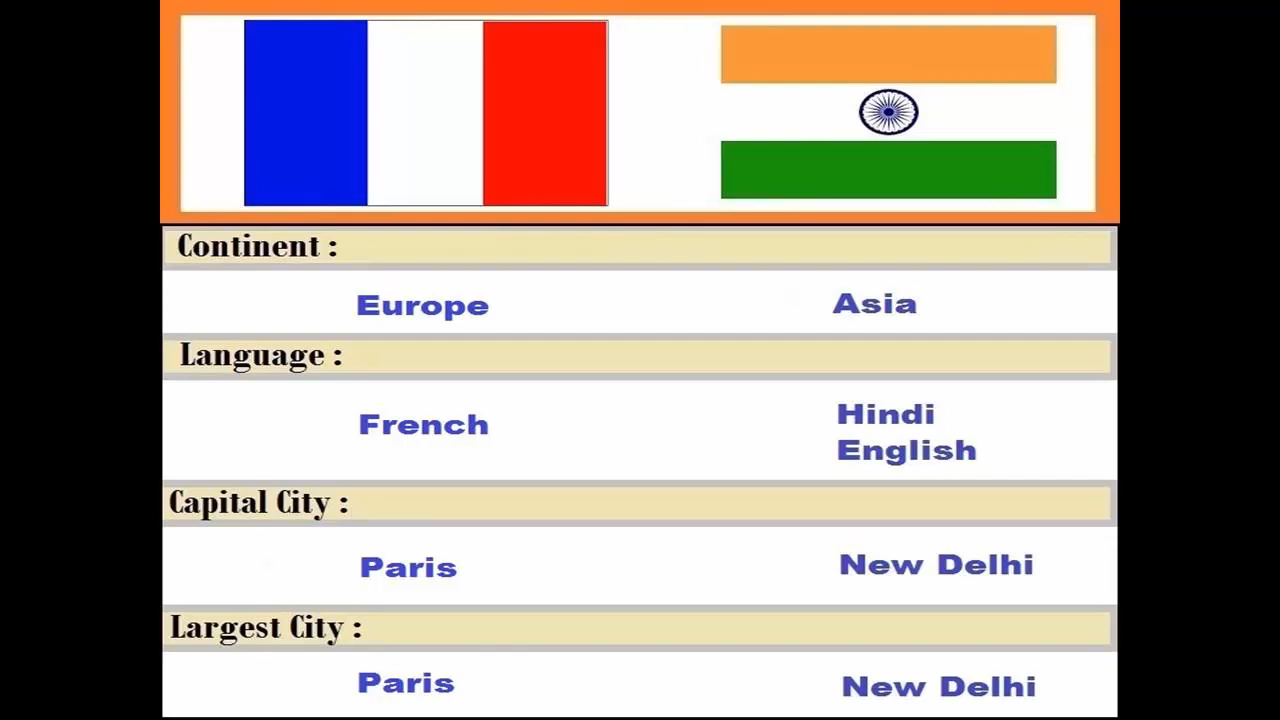 Continent :
Europe Asia
Language :
French Hindi
English
Capital City :
Paris New Delhi
Largest City :
Paris New Delhi